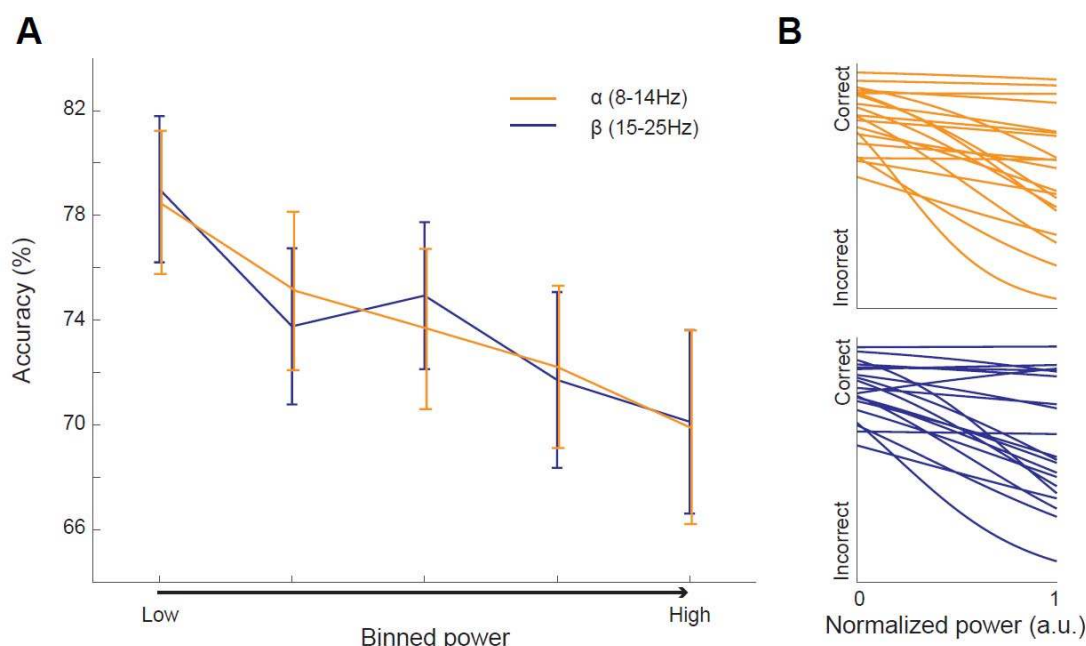 A
B
82
78
74
70
66
Accuracy (%)
α (8-14Hz)
β (15-25Hz)
Low
High
Binned power
Correct
Incorrect
Correct
Incorrect
0
1
Normalized power (a.u.)